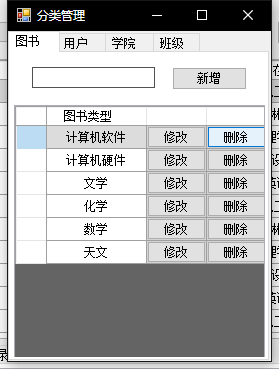 分类管理
图书 用户 学院 班级
新增
图书类型
计算机软件 修改 删除
计算机硬件 修改 删除
文学 修改 删除
化学 修改 删除
数学 修改 删除
天文 修改 删除